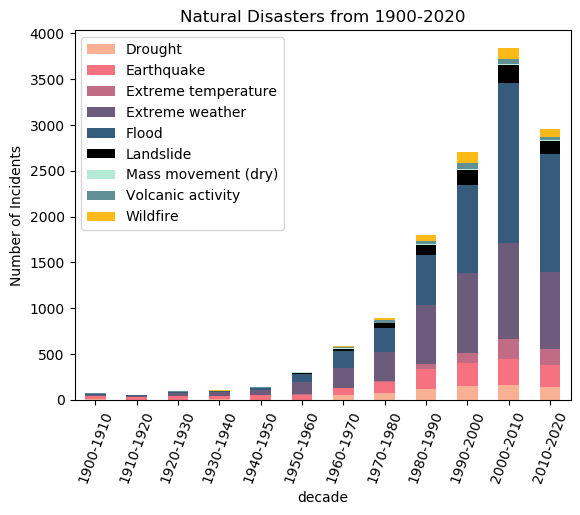 Natural Disasters from 1900-2020
4000
3500
3000
2500
2000
1500
1000
500
0
Number of Incidents
Drought
Earthquake
Extreme temperature
Extreme weather
Flood
Landslide
Mass movement (dry)
Volcanic activity
Wildfire
1900-1910
1910-1920
1920-1930
1930-1940
1940-1950
1950-1960
1960-1970
1970-1980
1980-1990
1990-2000
2000-2010
2010-2020
decade